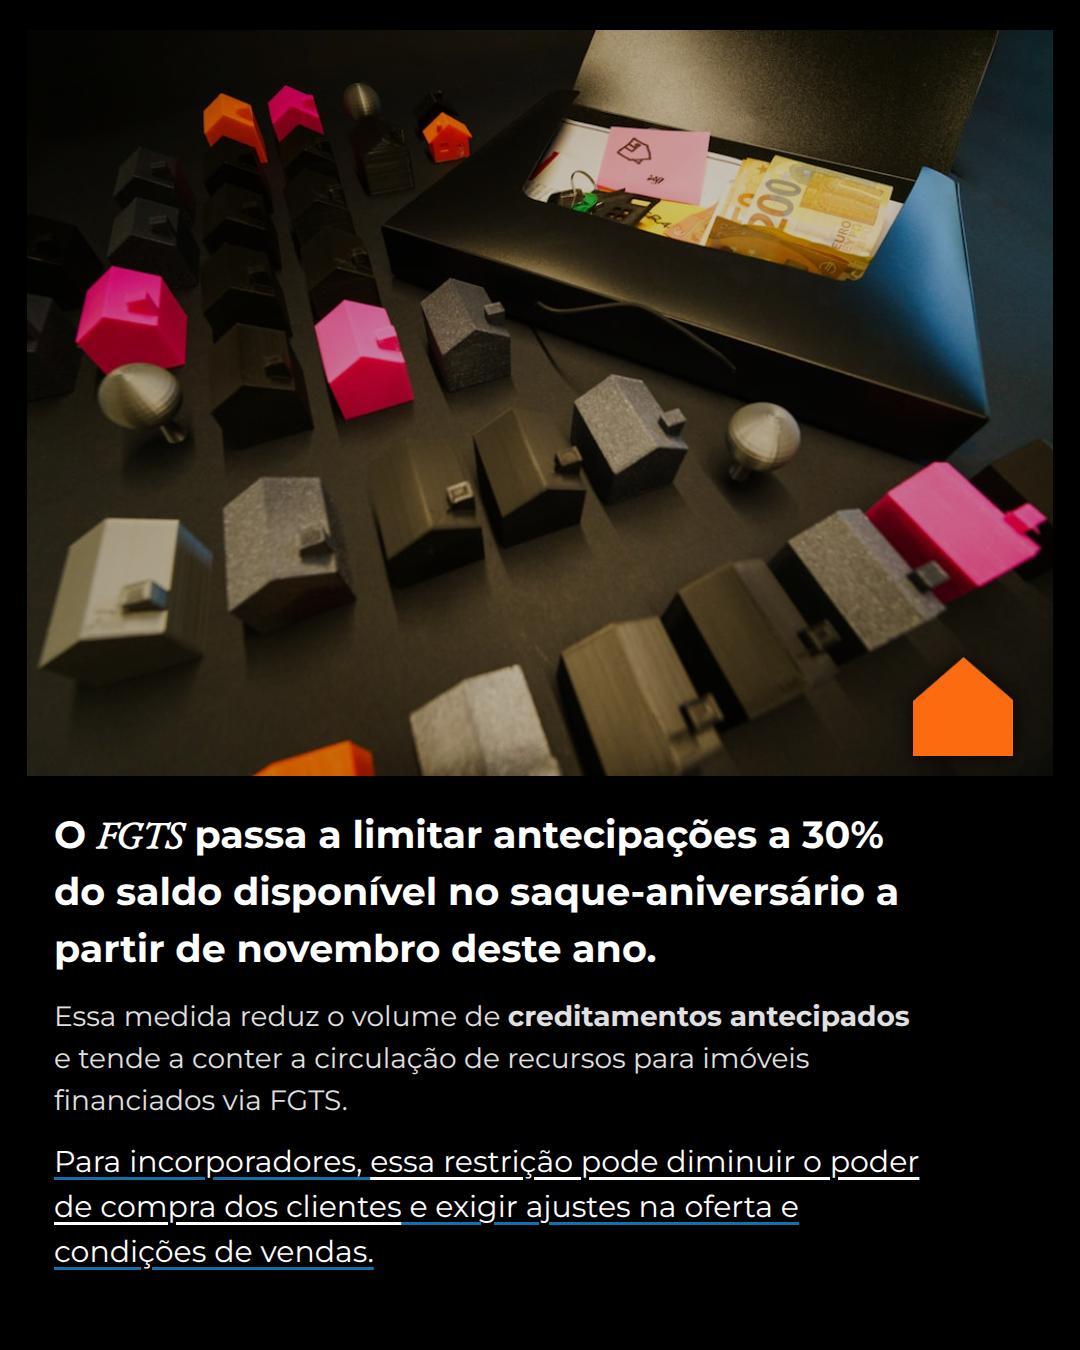 200
EURO
O FGTS passa a limitar antecipações a 30%
do saldo disponível no saque-aniversário a
partir de novembro deste ano.
Essa medida reduz o volume de creditamentos antecipados
e tende a conter a circulação de recursos para imóveis
financiados via FGTS.
Para incorporadores, essa restrição pode diminuir o poder
de compra dos clientes e exigir ajustes na oferta e
condições de vendas.